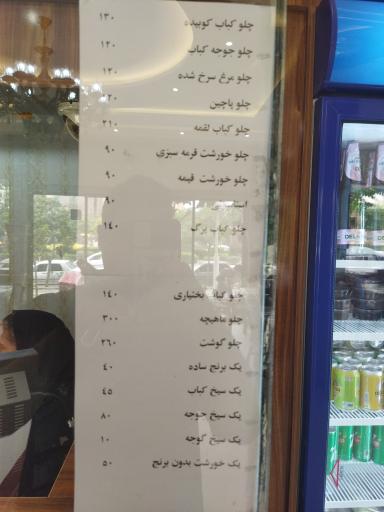 چلو کباب کوبیده ۱۳۰
چلو جوجه کباب ۱۲۰
چلو مرغ سرخ شده ۱۲۰
چلو پاچین
چلو کباب لقمه ۲۱۰
چلو خورشت قرمه سبزی ۹۰
چلو خورشت قیمه ۹۰
۹۰
چلو کباب برگ ۱۴۰
چلو کباب بختیاری ۱۴۰
چلو ماهیچه ۳۰۰
چلو گوشت ۲۶۰
یک برنج ساده ۴۰
یک سیخ کباب ۴۵
یک سیخ جوجه ۸۰
یک سیخ گوجه ۱۰
یک خورشت بدون برنج ۵۰